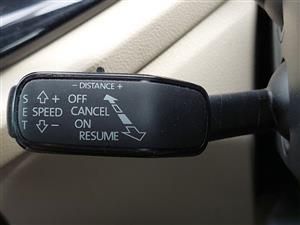 - DISTANCE +
S + OFF
E SPEED CANCEL
T - ON
RESUME